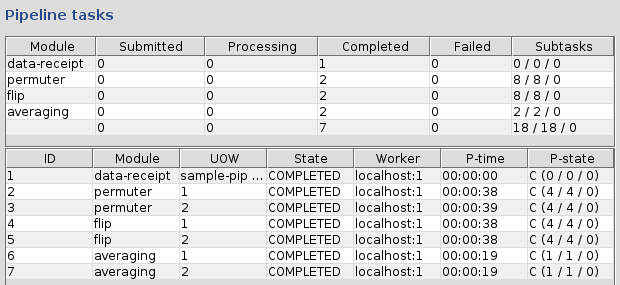 Pipeline tasks
Module Submitted Processing Completed Failed Subtasks
data-receipt 0 0 1 0 0 / 0 / 0
permuter 0 0 2 0 8 / 8 / 0
flip 0 0 2 0 8 / 8 / 0
averaging 0 0 2 0 2 / 2 / 0
0 0 7 0 18 / 18 / 0
ID Module UOW State Worker P-time P-state
1 data-receipt sample-pip ... COMPLETED localhost:1 00:00:00 C (0 / 0 / 0)
2 permuter 1 COMPLETED localhost:1 00:00:38 C (4 / 4 / 0)
3 permuter 2 COMPLETED localhost:1 00:00:39 C (4 / 4 / 0)
4 flip 1 COMPLETED localhost:1 00:00:38 C (4 / 4 / 0)
5 flip 2 COMPLETED localhost:1 00:00:38 C (4 / 4 / 0)
6 averaging 1 COMPLETED localhost:1 00:00:19 C (1 / 1 / 0)
7 averaging 2 COMPLETED localhost:1 00:00:19 C (1 / 1 / 0)